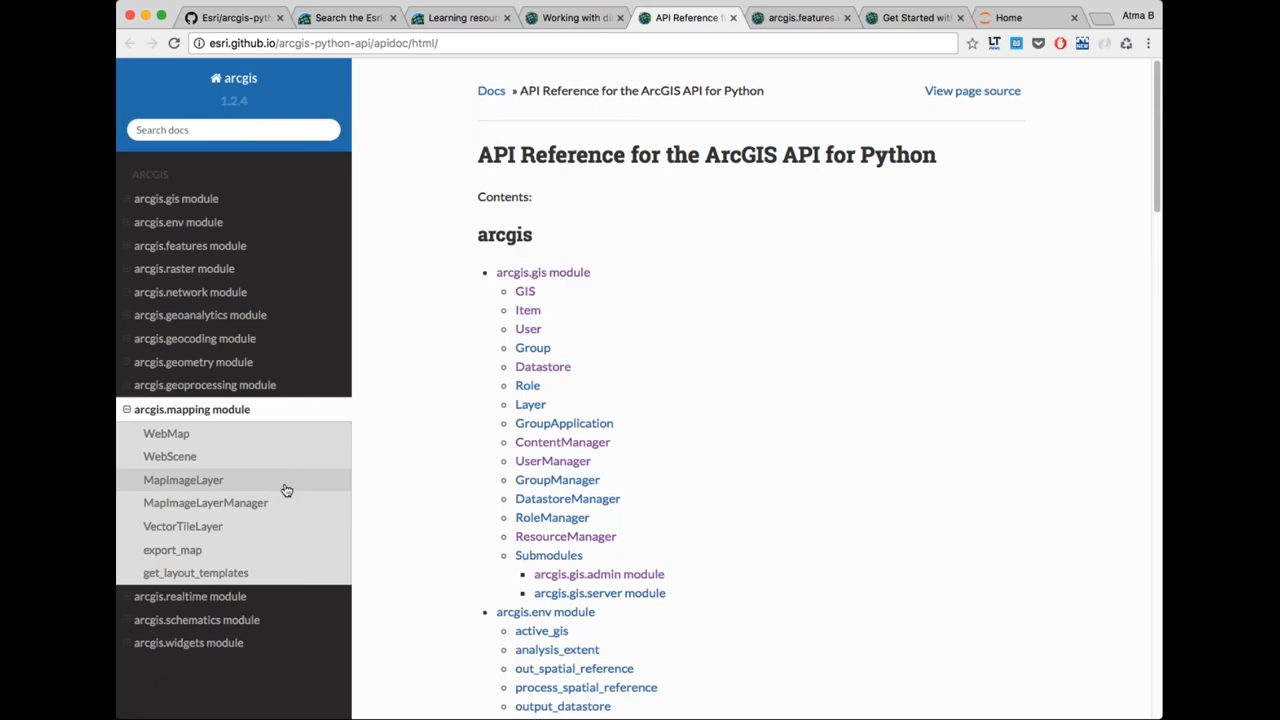 Esri/arcgis-pyth
Search the Esri
Learning resour
Working with di
API Reference f
arcgis.features
Get Started wit
Home
Atma B
esri.github.io/arcgis-python-api/apidoc/html/
LT
NEW
arcgis
1.2.4
Search docs
ARCGIS
arcgis.gis module
arcgis.env module
arcgis.features module
arcgis.raster module
arcgis.network module
arcgis.geoanalytics module
arcgis.geocoding module
arcgis.geometry module
arcgis.geoprocessing module
arcgis.mapping module
WebMap
WebScene
MapImageLayer
MapImageLayerManager
VectorTileLayer
export_map
get_layout_templates
arcgis.realtime module
arcgis.schematics module
arcgis.widgets module
Docs » API Reference for the ArcGIS API for Python
View page source
API Reference for the ArcGIS API for Python
Contents:
arcgis
arcgis.gis module
GIS
Item
User
Group
Datastore
Role
Layer
GroupApplication
ContentManager
UserManager
GroupManager
DatastoreManager
RoleManager
ResourceManager
Submodules
arcgis.gis.admin module
arcgis.gis.server module
arcgis.env module
active_gis
analysis_extent
out_spatial_reference
process_spatial_reference
output_datastore